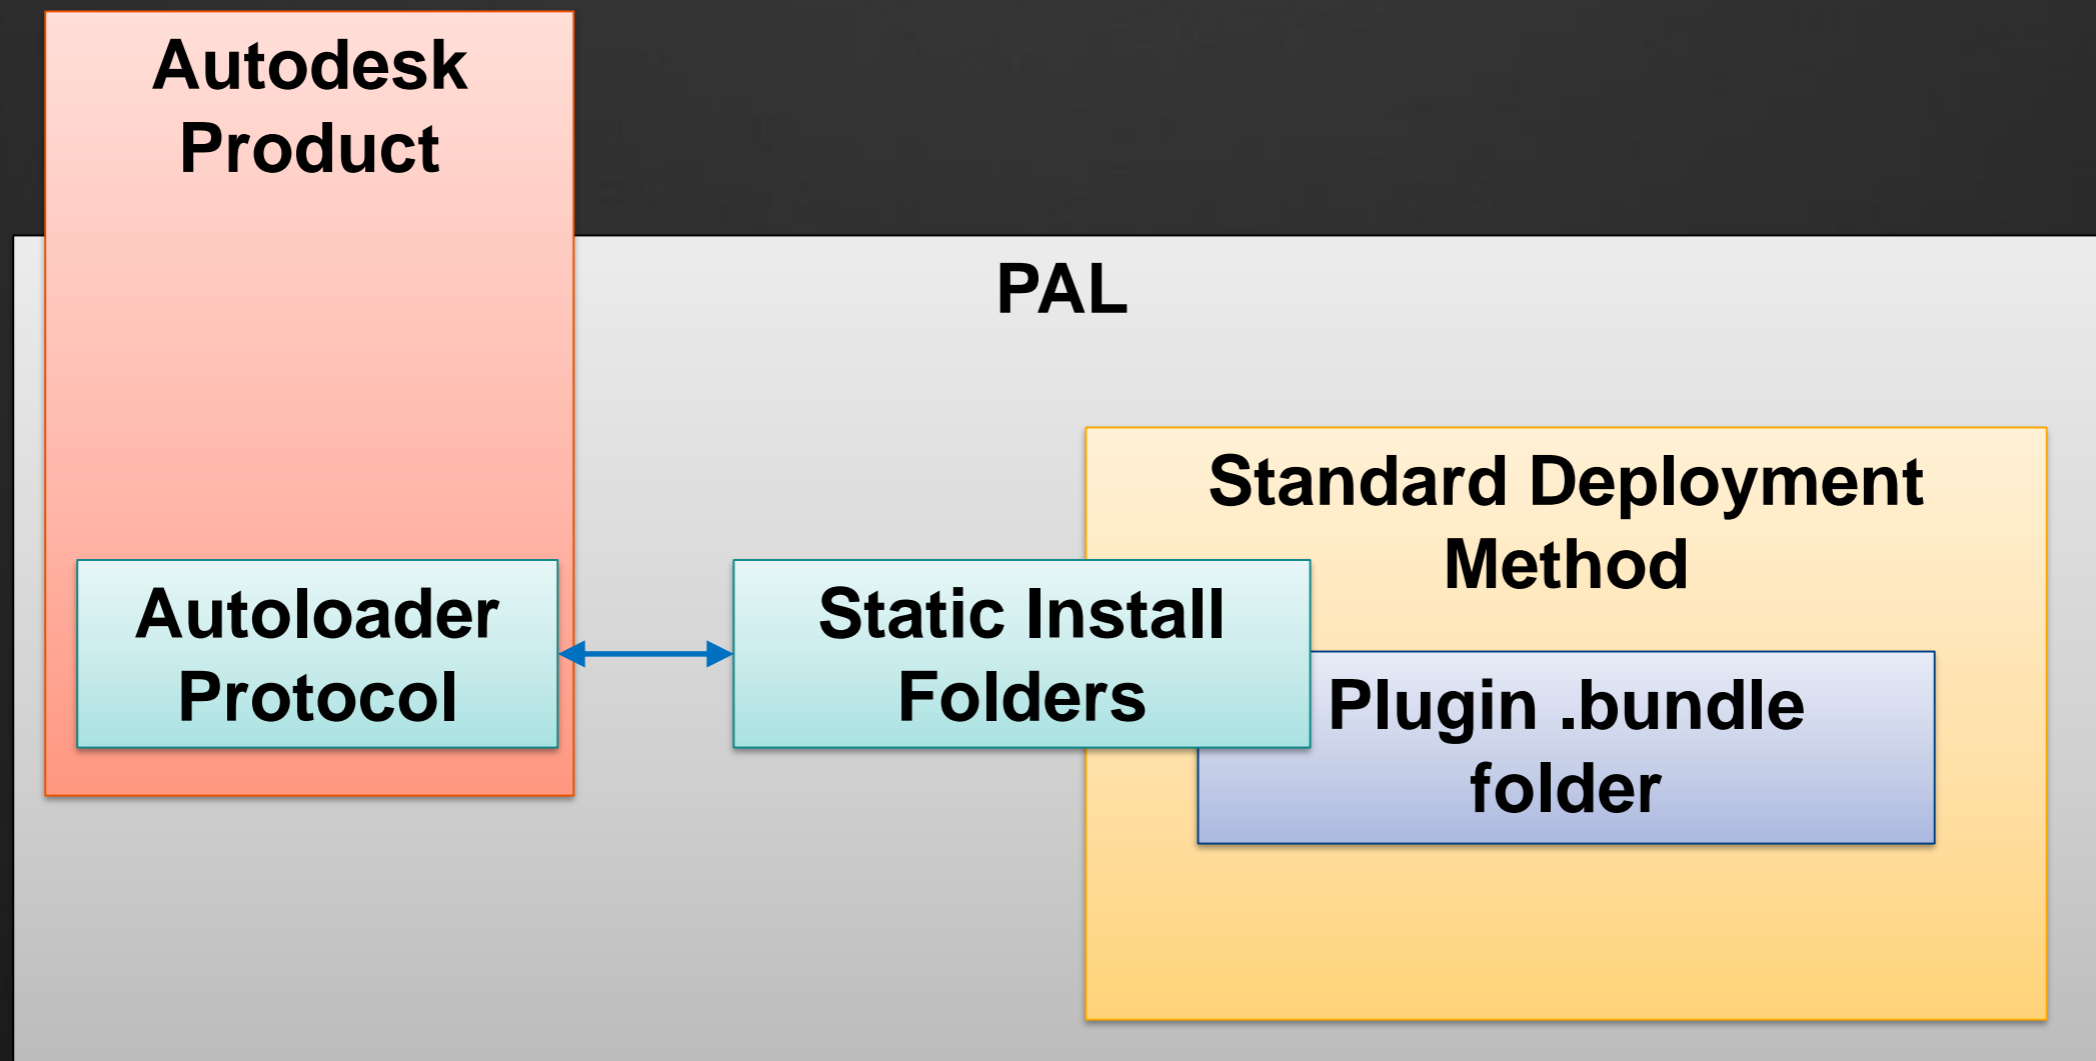 Autodesk
Product
PAL
Standard Deployment
Method
Autoloader
Protocol
Static Install
Folders
Plugin .bundle
folder